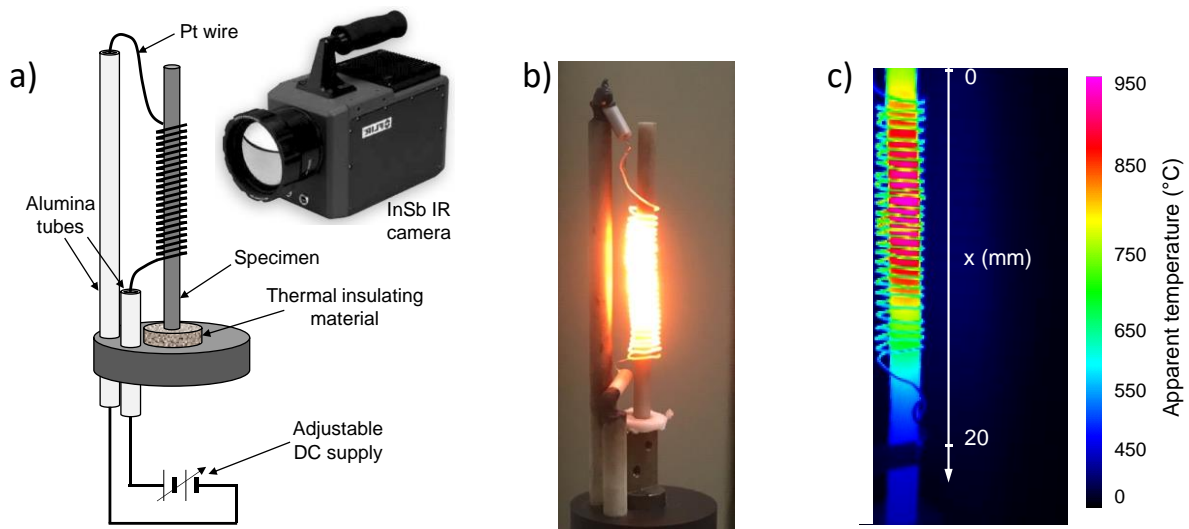 a)
Pt wire
FLIR
InSb IR
camera
Alumina
tubes
Specimen
Thermal insulating
material
Adjustable
DC supply
b)
c)
0
x (mm)
20
950
850
750
650
550
450
0
Apparent temperature (°C)